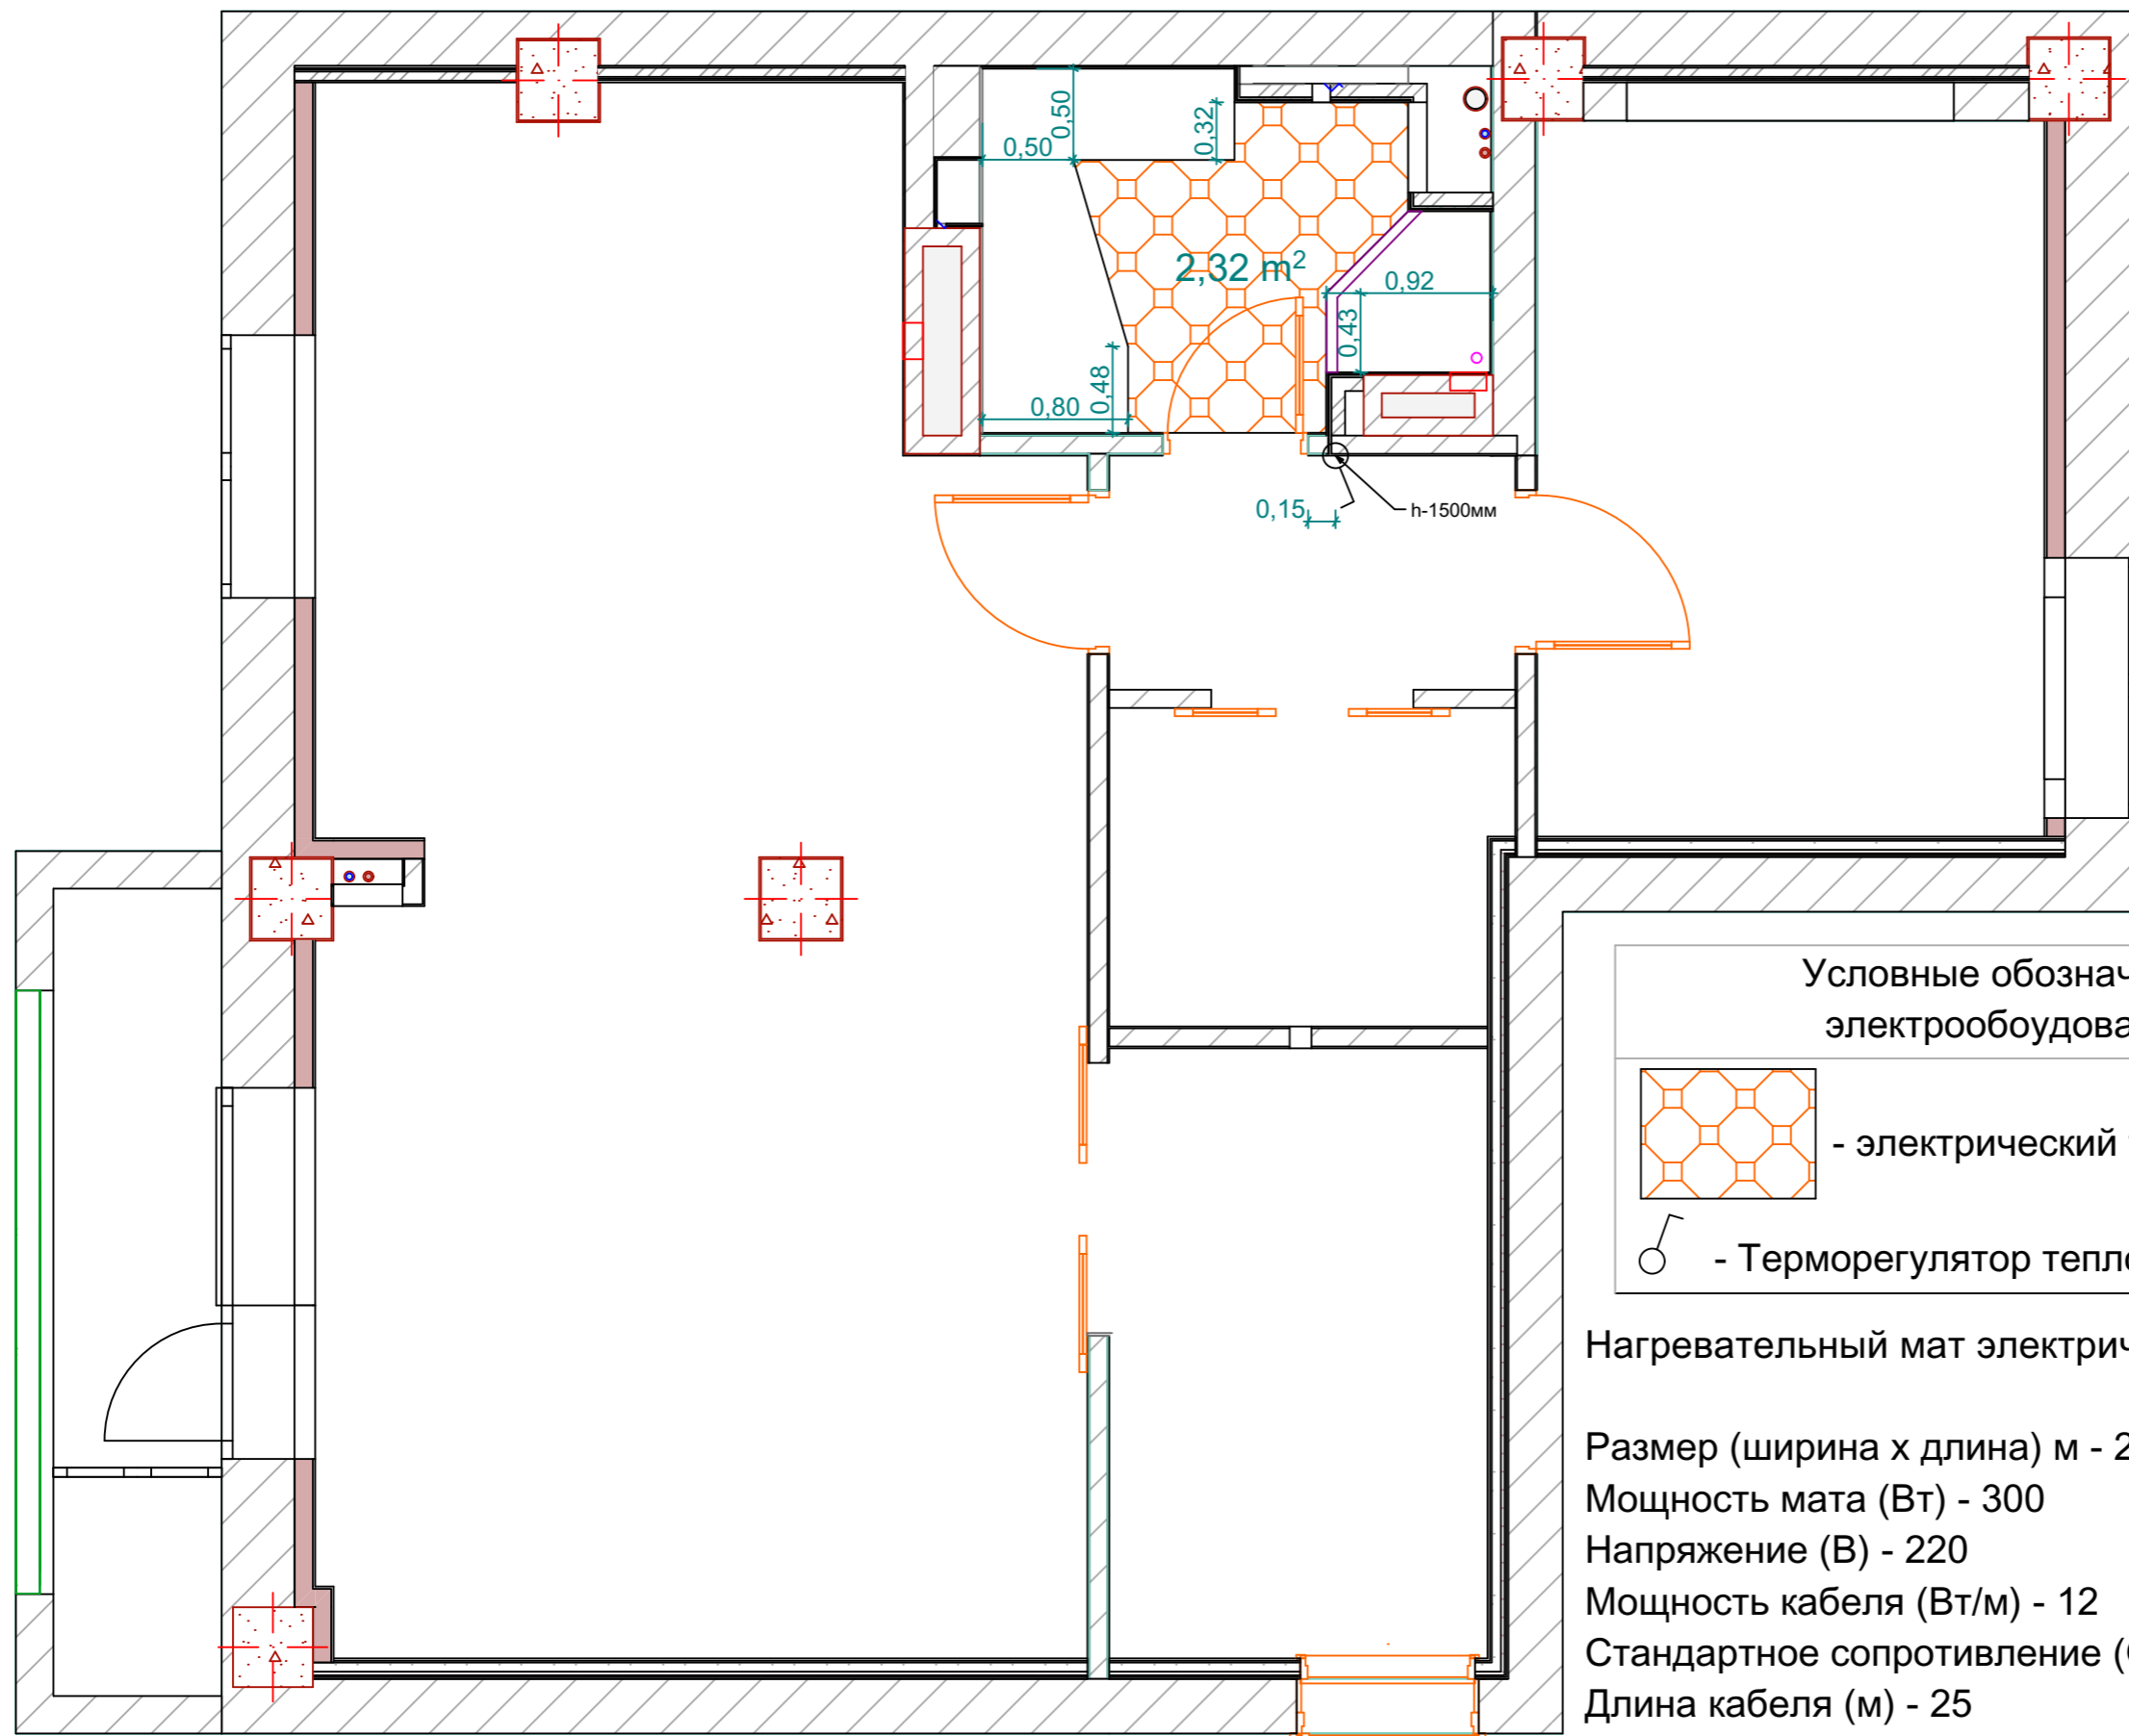 0,50
0,50
0,32
2,32 m²
0,92
0,43
0,48
0,80
0,15
h-1500мм
Условные обознач
электрообоудова
- электрический
- Терморегулятор тепло
Нагревательный мат электрич
Размер (ширина х длина) м - 2
Мощность мата (Вт) - 300
Напряжение (В) - 220
Мощность кабеля (Вт/м) - 12
Стандартное сопротивление (
Длина кабеля (м) - 25